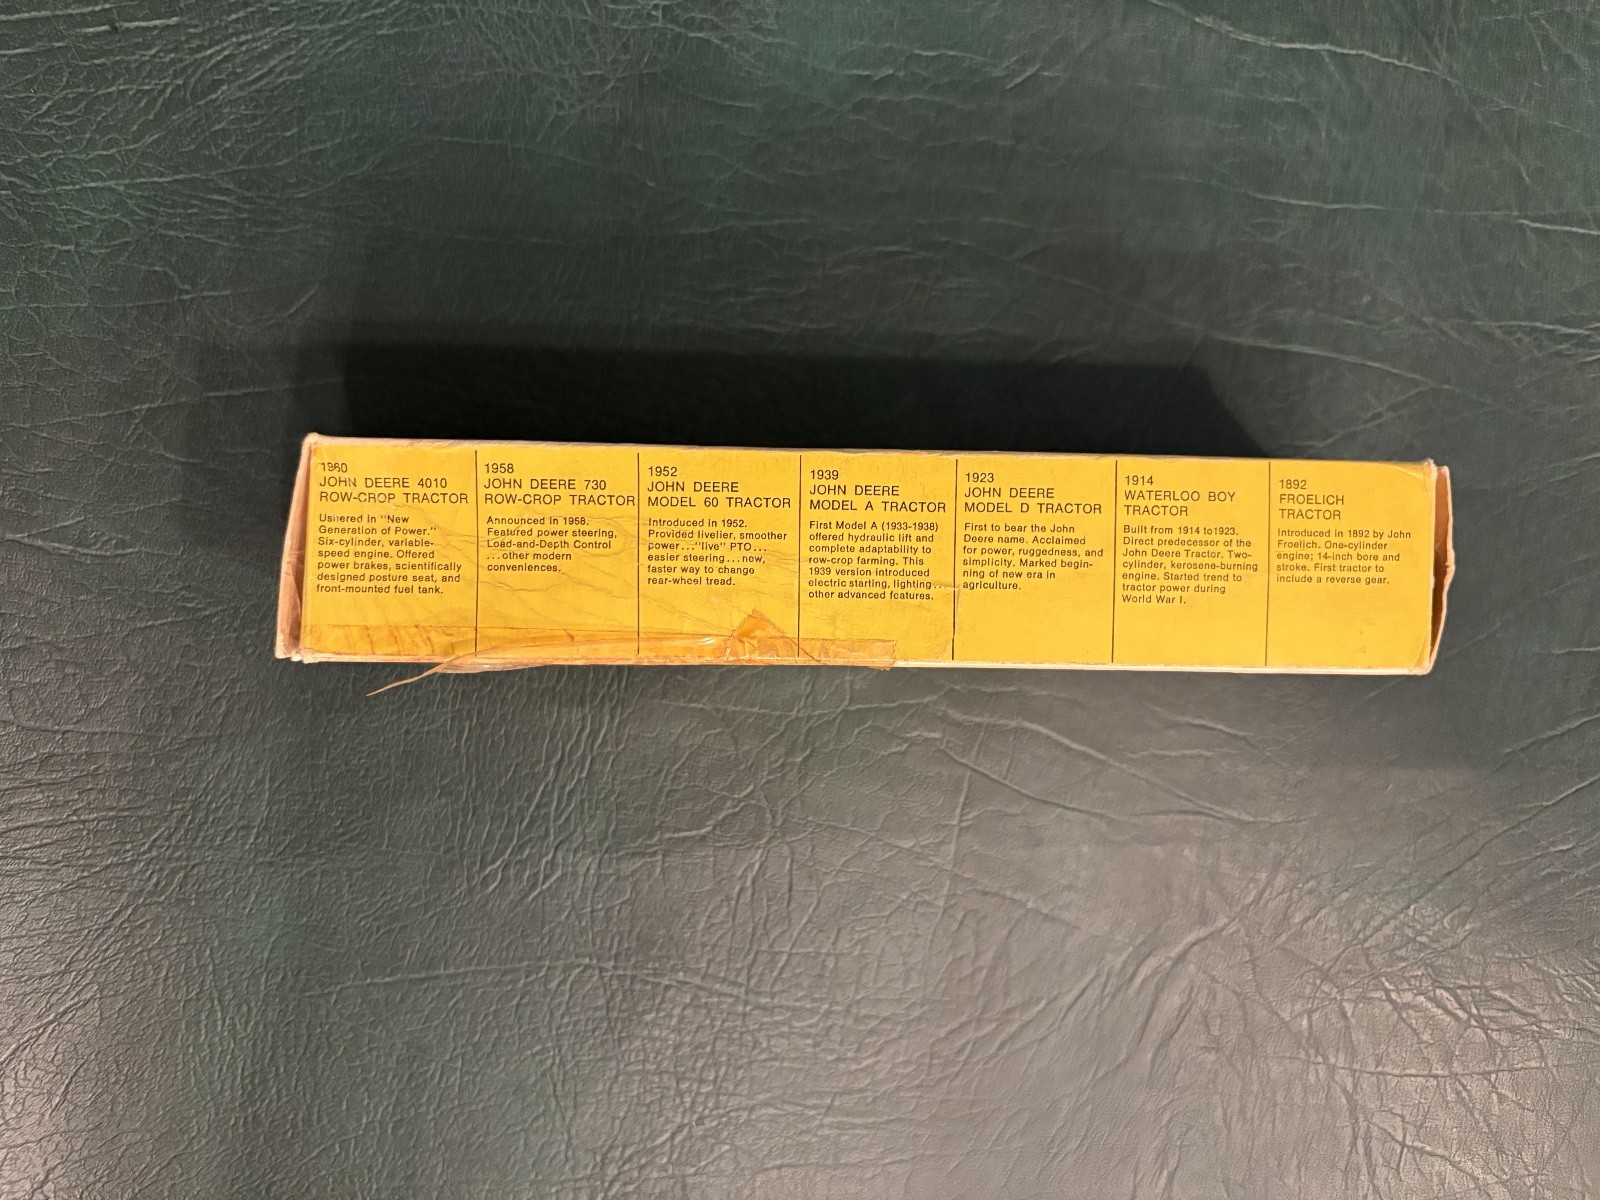 1960
JOHN DEERE 4010
ROW-CROP TRACTOR
Ushered in "New
Generation of Power."
Six-cylinder, variable-
speed engine. Offered
power brakes, scientifically
designed posture seat, and
front-mounted fuel tank.
1958
JOHN DEERE 730
ROW-CROP TRACTOR
Announced in 1958.
Featured power steering,
Load-and-Depth Control
...other modern
conveniences.
1952
JOHN DEERE
MODEL 60 TRACTOR
Introduced in 1952.
Provided livelier, smoother
power..."live" PTO...
easier steering...new,
faster way to change
rear-wheel tread.
1939
JOHN DEERE
MODEL A TRACTOR
First Model A (1933-1938)
offered hydraulic lift and
complete adaptability to
row-crop farming. This
1939 version introduced
electric starting, lighting...
other advanced features.
1923
JOHN DEERE
MODEL D TRACTOR
First to bear the John
Deere name. Acclaimed
for power, ruggedness, and
simplicity. Marked begin-
ning of new era in
agriculture.
1914
WATERLOO BOY
TRACTOR
Built from 1914 to 1923.
Direct predecessor of the
John Deere Tractor. Two-
cylinder, kerosene-burning
engine. Started trend to
tractor power during
World War I.
1892
FROELICH
TRACTOR
Introduced in 1892 by John
Froelich. One-cylinder
engine; 14-inch bore and
stroke. First tractor to
include a reverse gear.